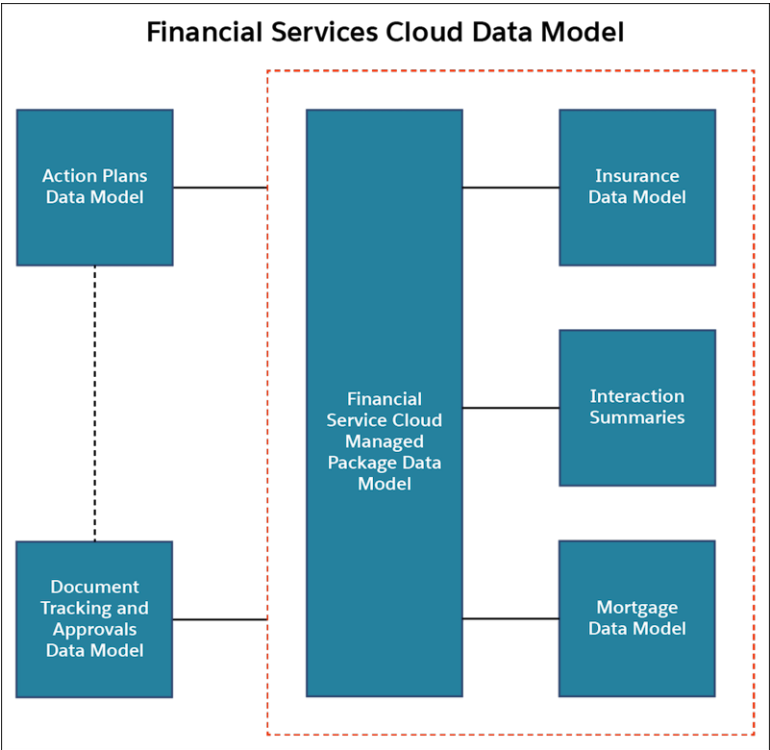 Financial Services Cloud Data Model
Action Plans
Data Model
Insurance
Data Model
Financial
Service Cloud
Managed
Package Data
Model
Interaction
Summaries
Document
Tracking and
Approvals
Data Model
Mortgage
Data Model